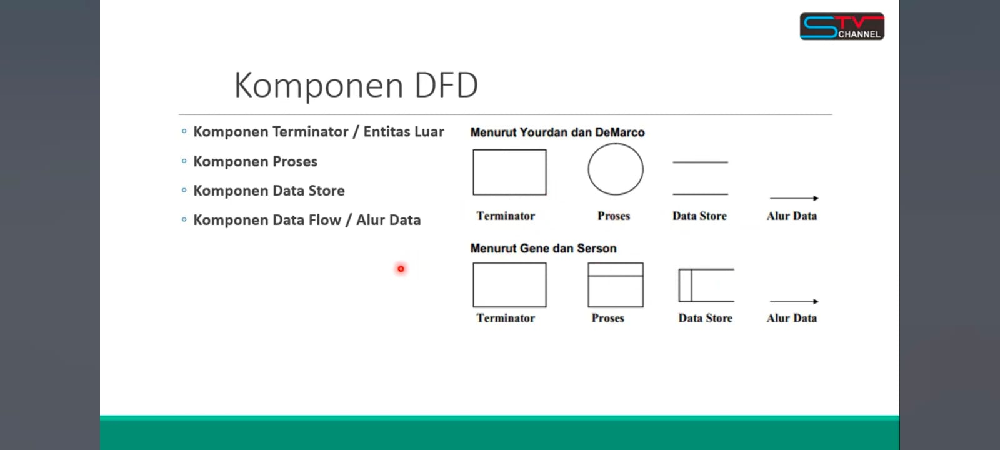 STV
CHANNEL
Komponen DFD
Komponen Terminator / Entitas Luar
Komponen Proses
Komponen Data Store
Komponen Data Flow / Alur Data
Menurut Yourdan dan DeMarco
Terminator Proses Data Store Alur Data
Menurut Gene dan Serson
Terminator Proses Data Store Alur Data